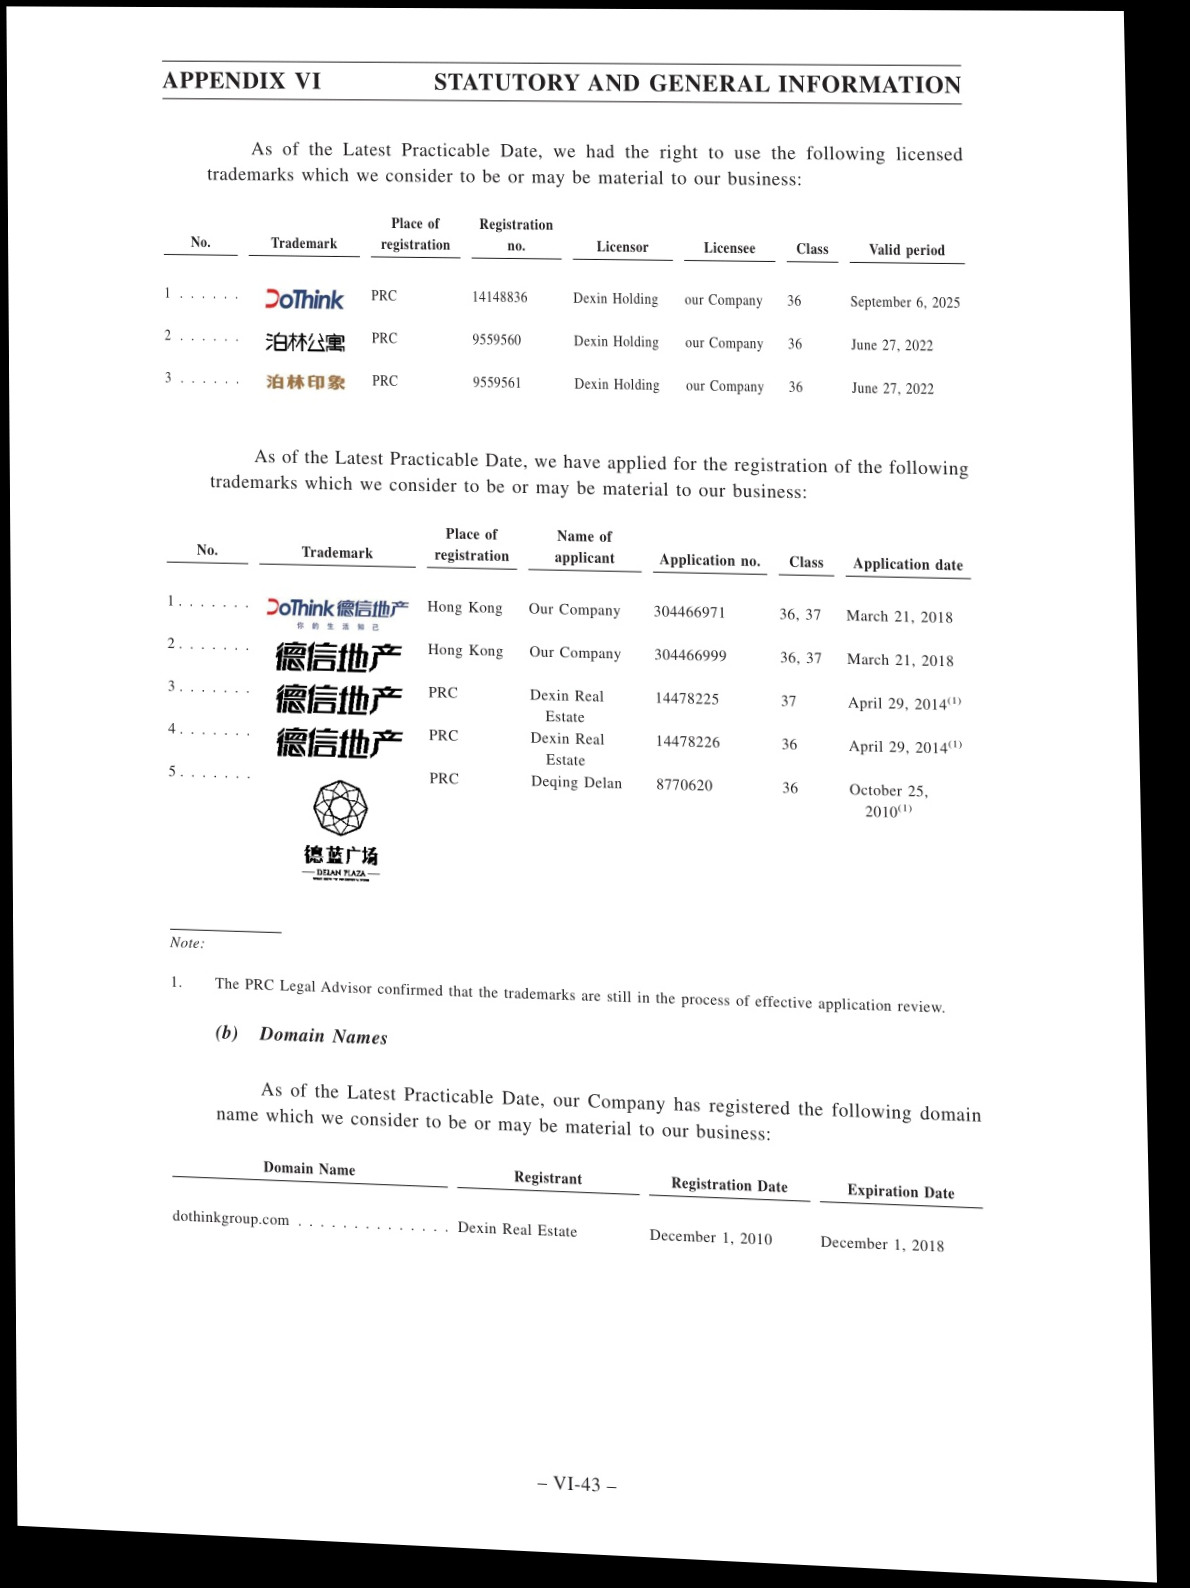 APPENDIX VI STATUTORY AND GENERAL INFORMATION
As of the Latest Practicable Date, we had the right to use the following licensed
trademarks which we consider to be or may be material to our business:
No. Trademark Place of registration Registration no. Licensor Licensee Class Valid period
1 . . . . . . DoThink PRC 14148836 Dexin Holding our Company 36 September 6, 2025
2 . . . . . . 泊林公寓 PRC 9559560 Dexin Holding our Company 36 June 27, 2022
3 . . . . . . 泊林印象 PRC 9559561 Dexin Holding our Company 36 June 27, 2022
As of the Latest Practicable Date, we have applied for the registration of the following
trademarks which we consider to be or may be material to our business:
No. Trademark Place of registration Name of applicant Application no. Class Application date
1 . . . . . . . DoThink 德信地产 Hong Kong Our Company 304466971 36, 37 March 21, 2018
你的生活知己
2 . . . . . . . 德信地产 Hong Kong Our Company 304466999 36, 37 March 21, 2018
3 . . . . . . . 德信地产 PRC Dexin Real Estate 14478225 37 April 29, 2014(1)
4 . . . . . . . 德信地产 PRC Dexin Real Estate 14478226 36 April 29, 2014(1)
5 . . . . . . . PRC Deqing Delan 8770620 36 October 25, 2010(1)
德蓝广场
DELAN PLAZA
Note:
1. The PRC Legal Advisor confirmed that the trademarks are still in the process of effective application review.
(b) Domain Names
As of the Latest Practicable Date, our Company has registered the following domain
name which we consider to be or may be material to our business:
Domain Name Registrant Registration Date Expiration Date
dothinkgroup.com . . . . . . . . . . . . . . Dexin Real Estate December 1, 2010 December 1, 2018
– VI-43 –